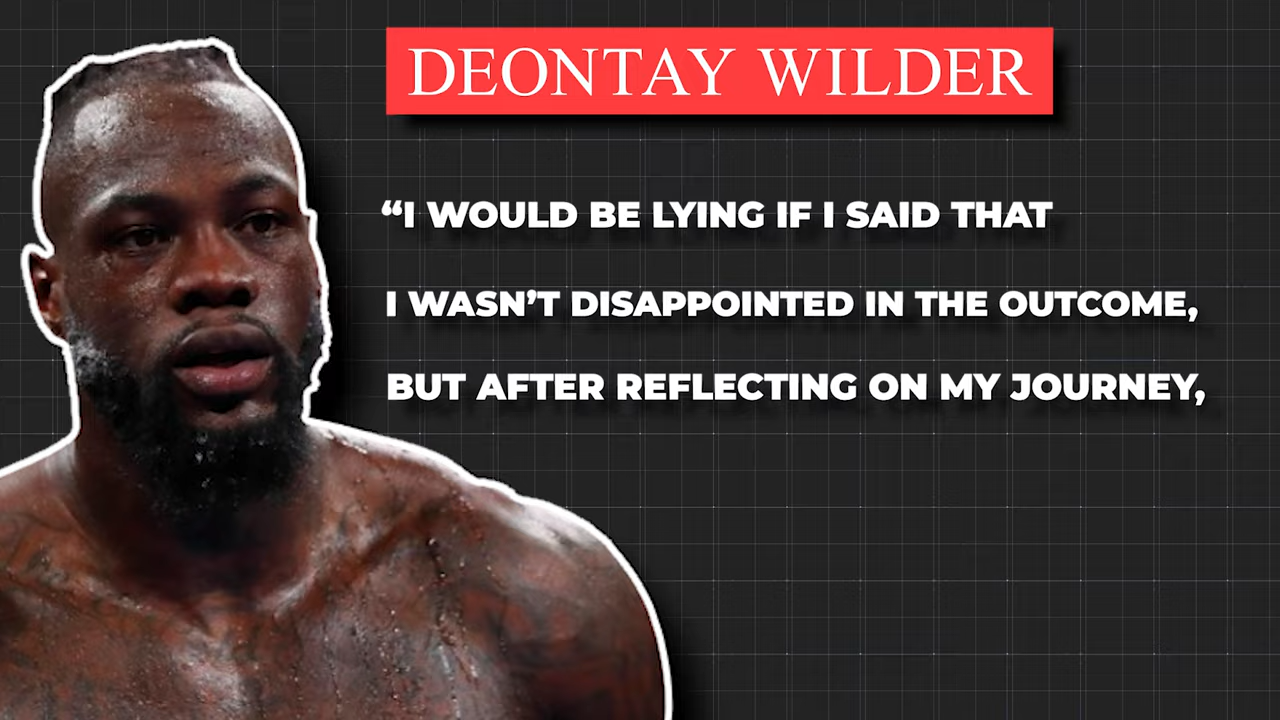 DEONTAY WILDER
“I WOULD BE LYING IF I SAID THAT
I WASN’T DISAPPOINTED IN THE OUTCOME,
BUT AFTER REFLECTING ON MY JOURNEY,